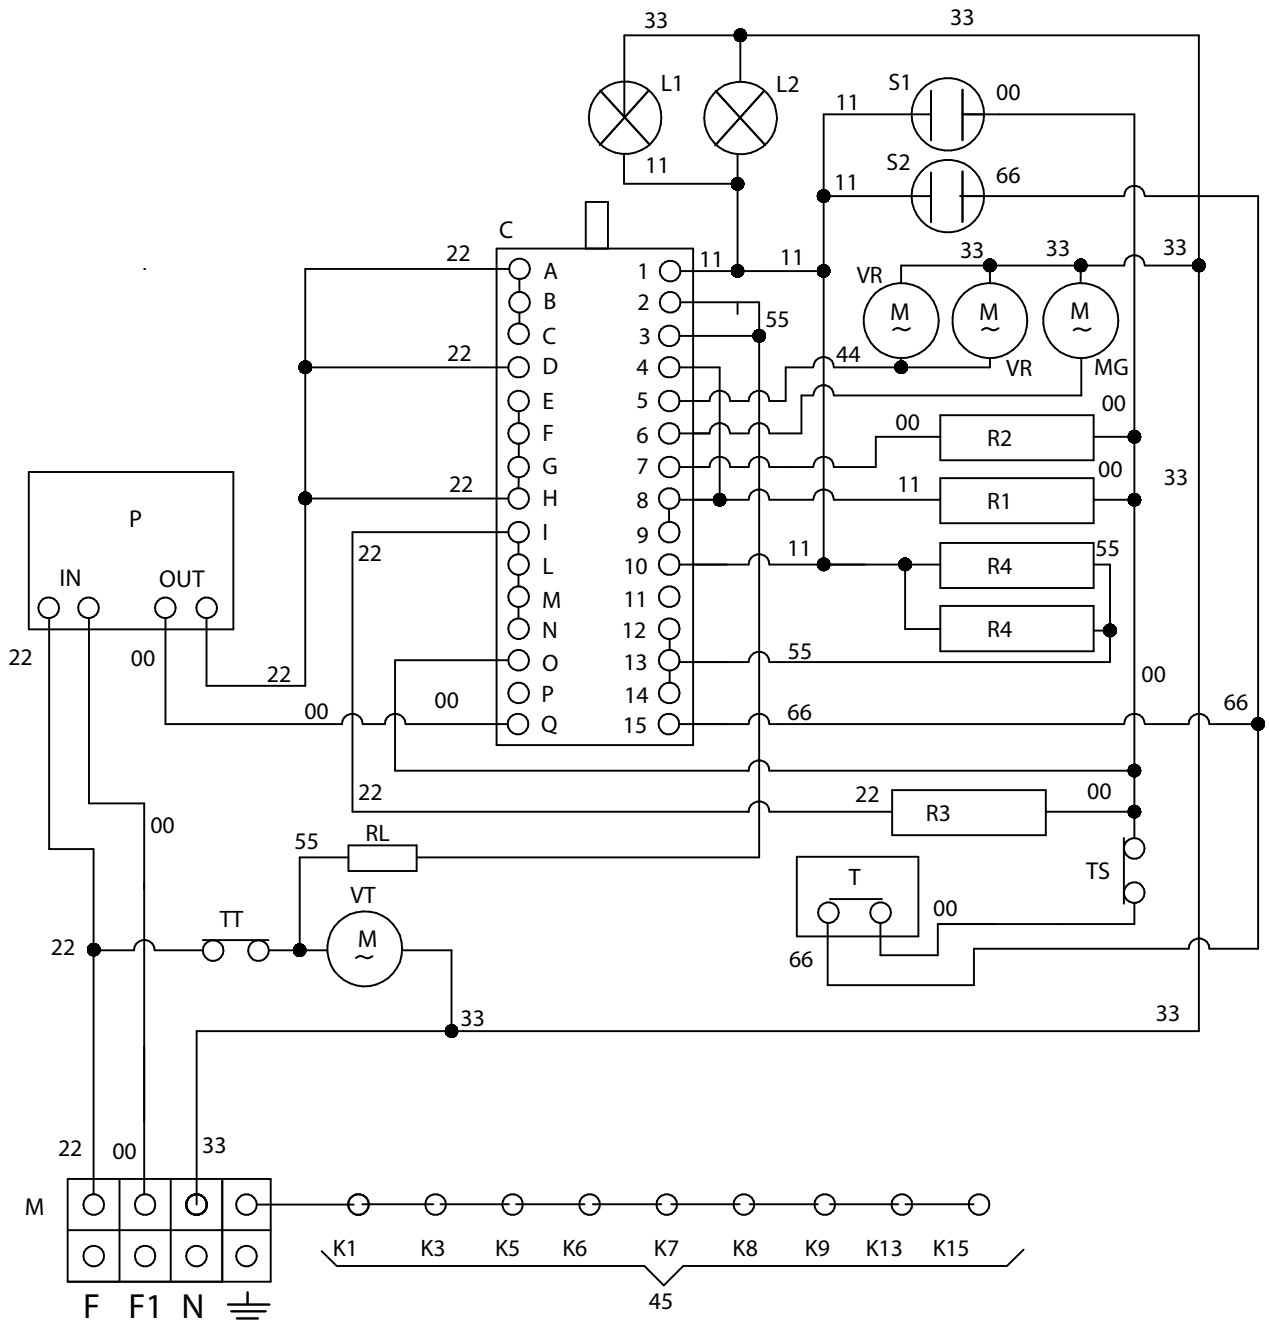 33 33
L1 L2 S1 00
11
11 S2 66
11
C
22 A 1 11 11 VR 33 33 33
B 2 M ~ M ~ M ~
C 3 55
22 D 4 44 VR MG
E 5 00
F 6 00 R2
G 7 00
22 H 8 11 R1 33
I 9
22
L 10 11 R4 55
M 11
N 12 R4
O 13 55
P 14 00
Q 15 66 66
P
IN OUT
22 00 22
00 00
22 22 R3 00
00
55 RL
VT T TS
TT 00
22 M ~ 66
33 33
22 00 33
M
K1 K3 K5 K6 K7 K8 K9 K13 K15
F F1 N 45